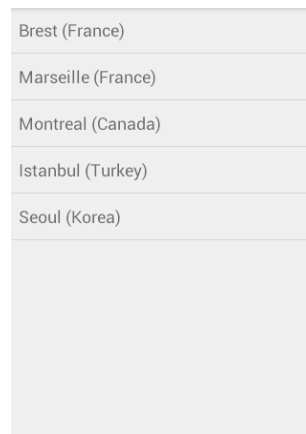 Brest (France)
Marseille (France)
Montreal (Canada)
Istanbul (Turkey)
Seoul (Korea)